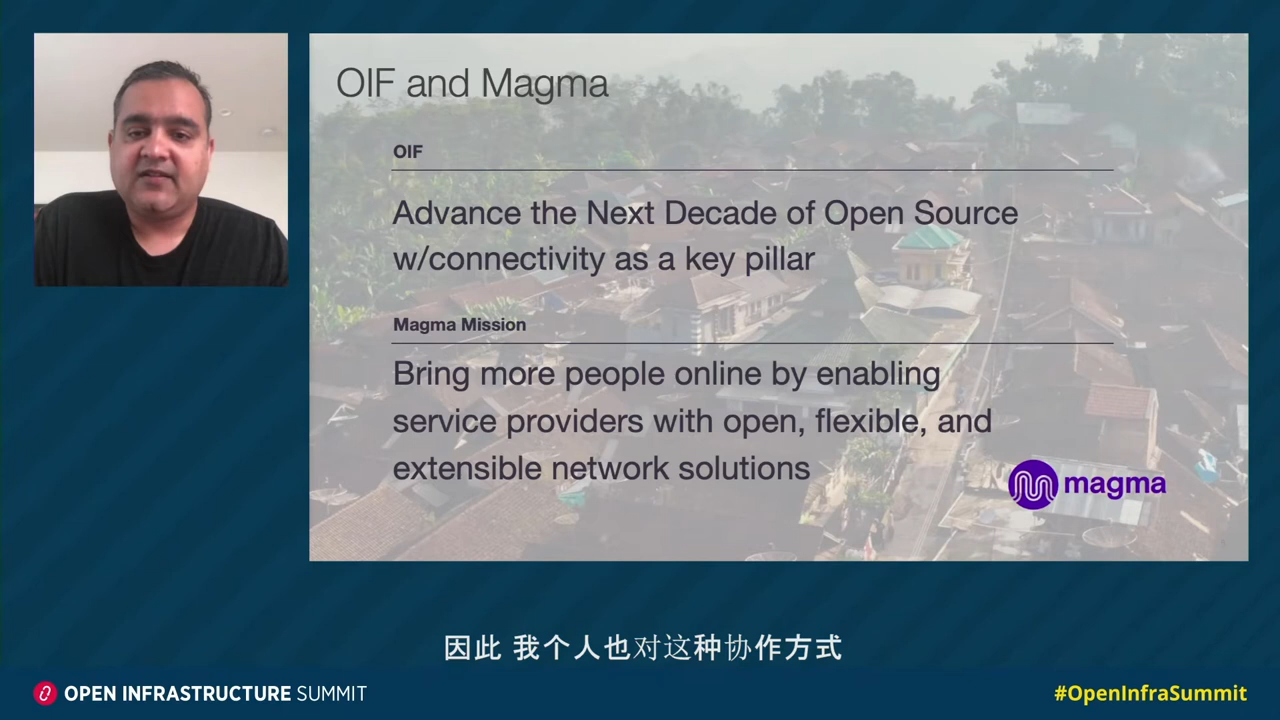 OIF and Magma
OIF
Advance the Next Decade of Open Source
w/connectivity as a key pillar
Magma Mission
Bring more people online by enabling
service providers with open, flexible, and
extensible network solutions
magma
因此 我个人也对这种协作方式
OPEN INFRASTRUCTURE SUMMIT
#OpenInfraSummit